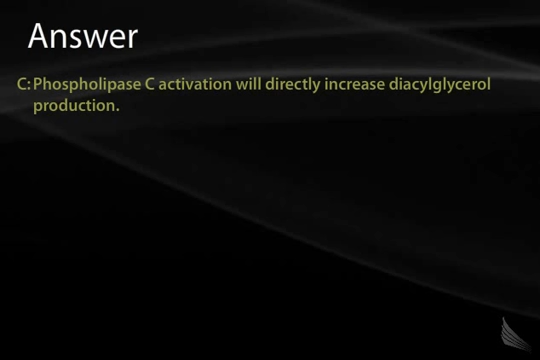 Answer
C: Phospholipase C activation will directly increase diacylglycerol
production.